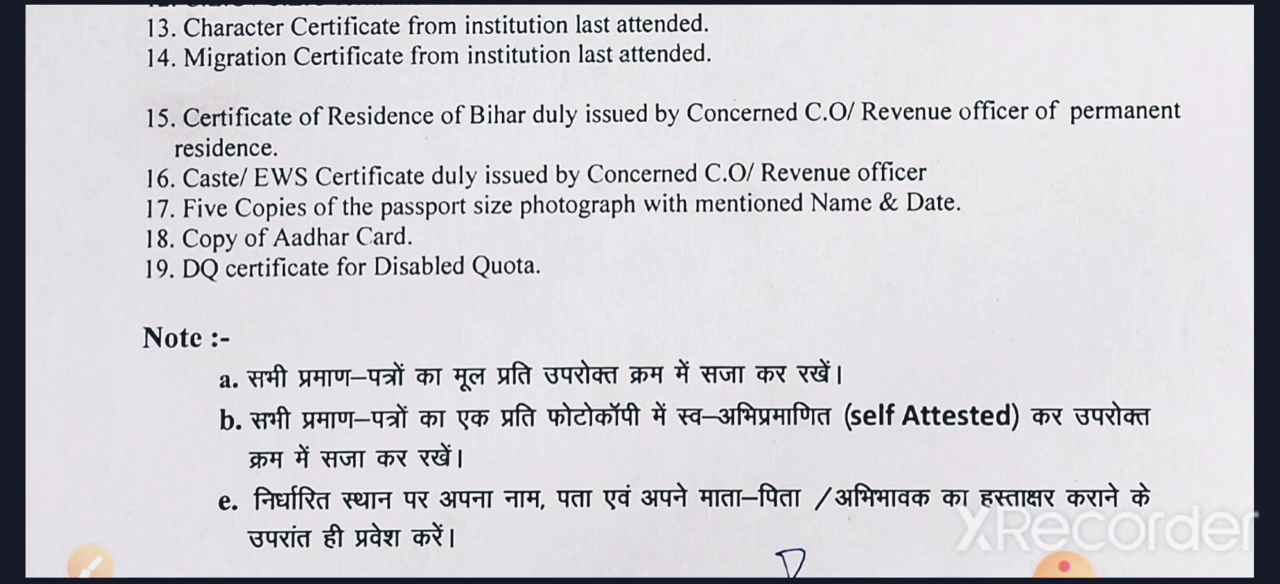 13. Character Certificate from institution last attended.
14. Migration Certificate from institution last attended.
15. Certificate of Residence of Bihar duly issued by Concerned C.O/ Revenue officer of permanent
residence.
16. Caste/ EWS Certificate duly issued by Concerned C.O/ Revenue officer
17. Five Copies of the passport size photograph with mentioned Name & Date.
18. Copy of Aadhar Card.
19. DQ certificate for Disabled Quota.
Note :-
a. सभी प्रमाण–पत्रों का मूल प्रति उपरोक्त क्रम में सजा कर रखें।
b. सभी प्रमाण–पत्रों का एक प्रति फोटोकॉपी में स्व–अभिप्रमाणित (self Attested) कर उपरोक्त
क्रम में सजा कर रखें।
e. निर्धारित स्थान पर अपना नाम, पता एवं अपने माता–पिता /अभिभावक का हस्ताक्षर कराने के
उपरांत ही प्रवेश करें।
XRecorder